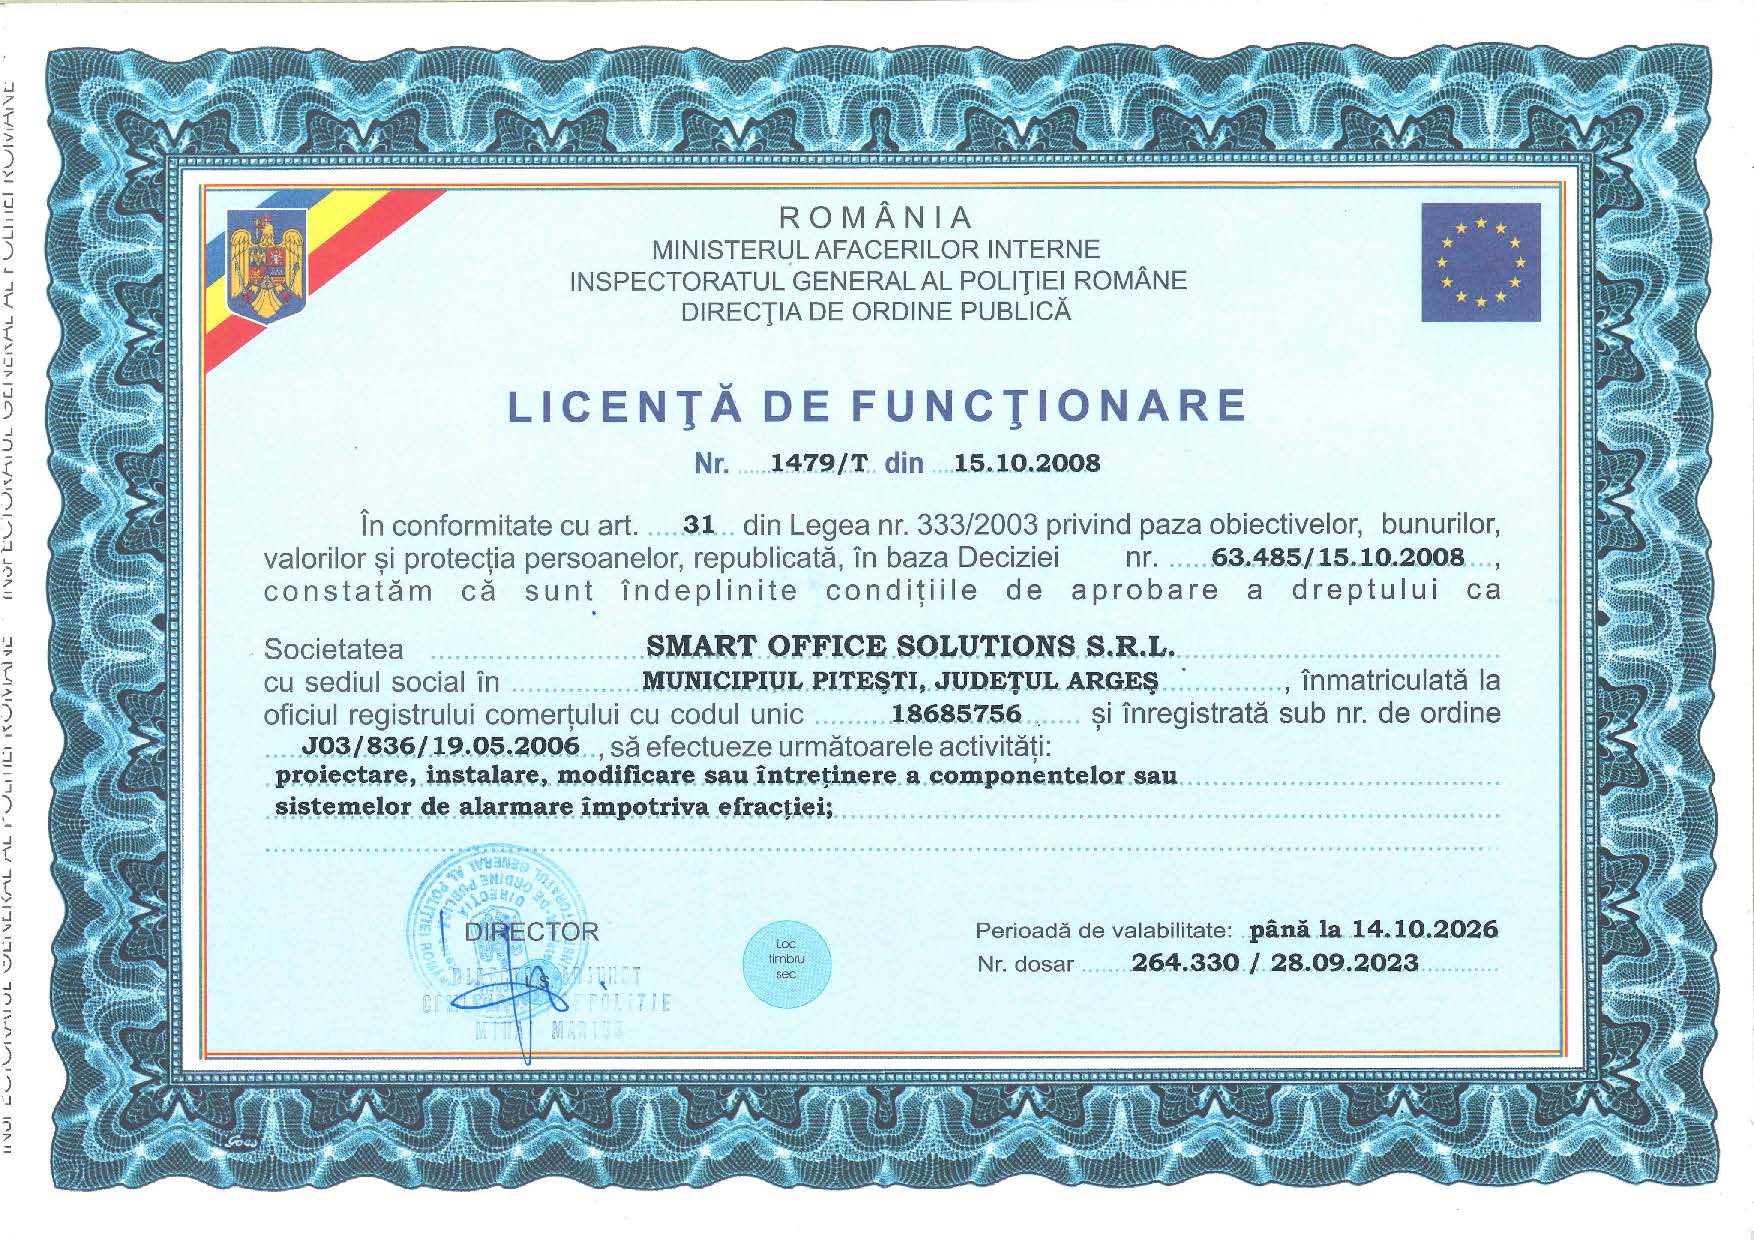 ROMÂNIA
MINISTERUL AFACERILOR INTERNE
INSPECTORATUL GENERAL AL POLIŢIEI ROMÂNE
DIRECŢIA DE ORDINE PUBLICĂ
LICENŢĂ DE FUNCŢIONARE
Nr. 1479/T din 15.10.2008
În conformitate cu art. 31 din Legea nr. 333/2003 privind paza obiectivelor, bunurilor,
valorilor și protecția persoanelor, republicată, în baza Deciziei nr. 63.485/15.10.2008,
constatăm că sunt îndeplinite condițiile de aprobare a dreptului ca
Societatea SMART OFFICE SOLUTIONS S.R.L.
cu sediul social în MUNICIPIUL PITEȘTI, JUDEȚUL ARGEȘ, înmatriculată la
oficiul registrului comerțului cu codul unic 18685756 și înregistrată sub nr. de ordine
J03/836/19.05.2006, să efectueze următoarele activități:
proiectare, instalare, modificare sau întreținere a componentelor sau
sistemelor de alarmare împotriva efracției;
DIRECTOR
L.S.
Loc
timbru
sec
Perioadă de valabilitate: până la 14.10.2026
Nr. dosar 264.330 / 28.09.2023